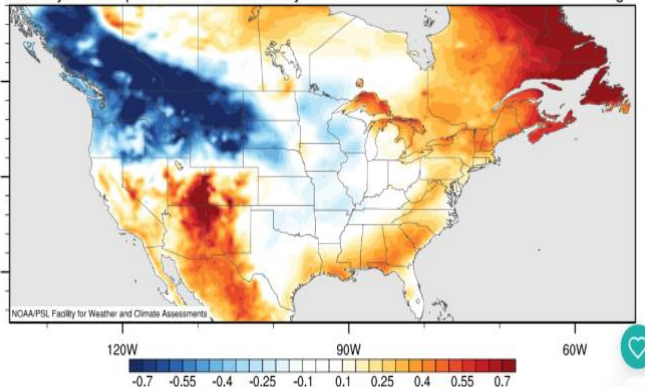 NOAA/PSL Facility for Weather and Climate Assessments
120W 90W 60W
-0.7 -0.55 -0.4 -0.25 -0.1 0.1 0.25 0.4 0.55 0.7